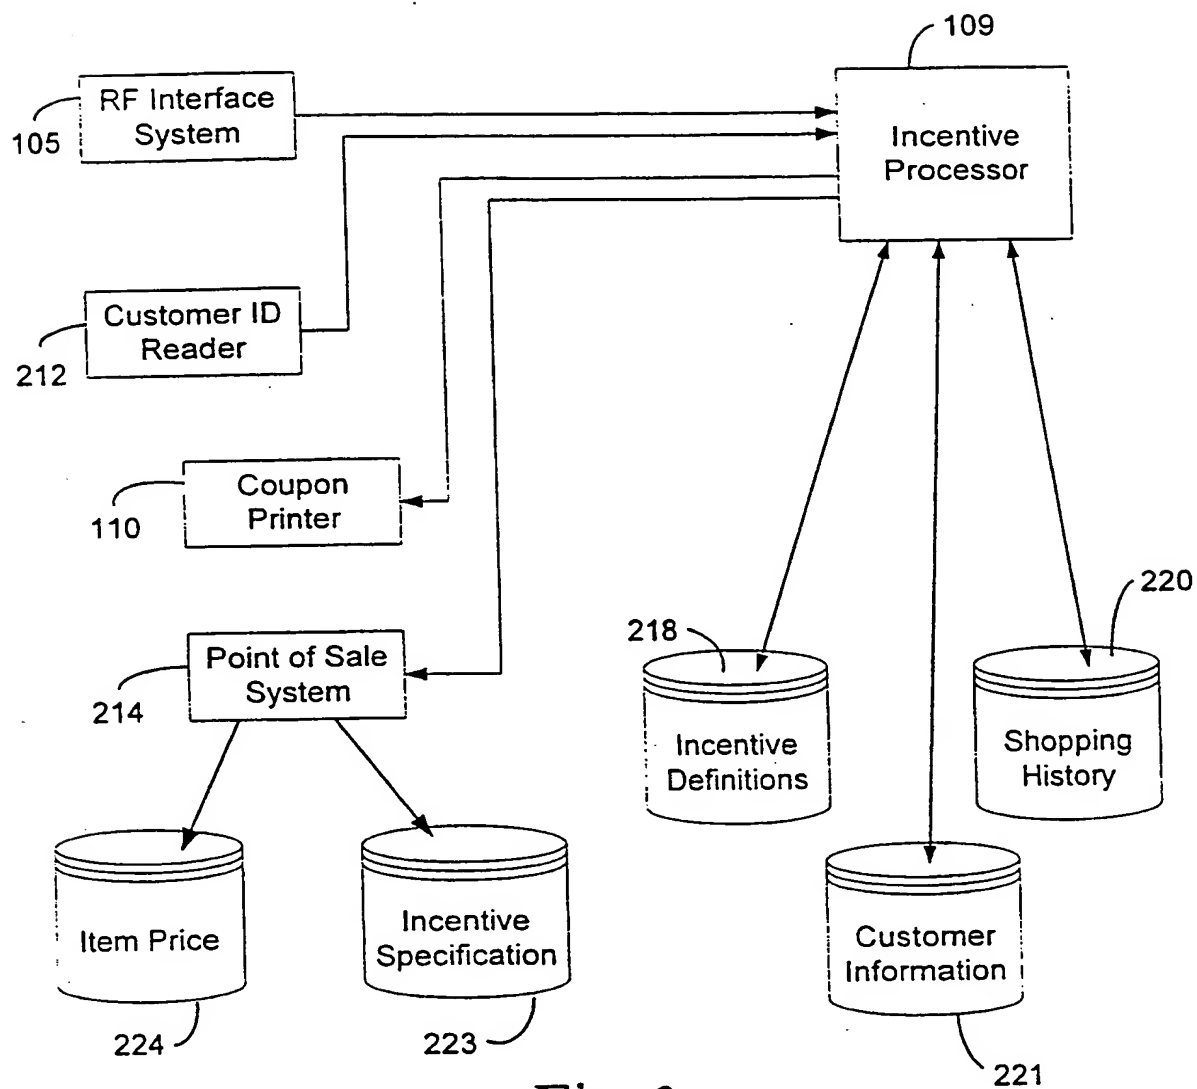 109
RF Interface
System
105
Incentive
Processor
Customer ID
Reader
212
Coupon
Printer
110
220
218
Point of Sale
System
214
Incentive
Definitions
Shopping
History
Item Price
Incentive
Specification
Customer
Information
224
223
221